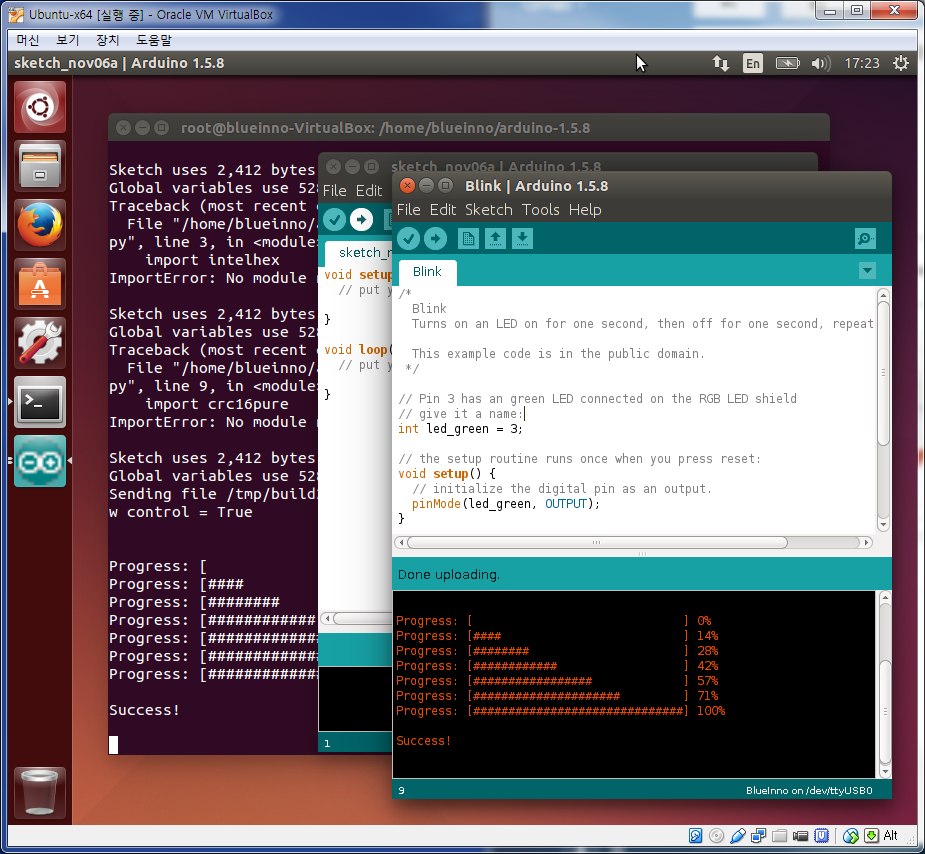 Ubuntu-x64 [실행 중] - Oracle VM VirtualBox
머신 보기 장치 도움말
sketch_nov06a | Arduino 1.5.8
En
17:23
root@blueinno-VirtualBox: /home/blueinno/arduino-1.5.8
Sketch uses 2,412 bytes
Global variables use 528
Traceback (most recent
File "/home/blueinno/
py", line 3, in <module>
import intelhex
ImportError: No module
Sketch uses 2,412 bytes
Global variables use 528
Traceback (most recent
File "/home/blueinno/
py", line 9, in <module>
import crc16pure
ImportError: No module
Sketch uses 2,412 bytes
Global variables use 528
Sending file /tmp/build
w control = True
Progress: [
Progress: [####
Progress: [########
Progress: [############
Progress: [#############
Progress: [#############
Progress: [#############
Success!
sketch_nov06a | Arduino 1.5.8
File Edit
sketch_n
void setup
// put y
}
void loop(
// put y
}
1
Blink | Arduino 1.5.8
File Edit Sketch Tools Help
Blink
/*
Blink
Turns on an LED on for one second, then off for one second, repeat
This example code is in the public domain.
*/
// Pin 3 has an green LED connected on the RGB LED shield
// give it a name:
int led_green = 3;
// the setup routine runs once when you press reset:
void setup() {
// initialize the digital pin as an output.
pinMode(led_green, OUTPUT);
}
Done uploading.
Progress: [                              ] 0%
Progress: [####                          ] 14%
Progress: [########                      ] 28%
Progress: [############                  ] 42%
Progress: [#################             ] 57%
Progress: [#####################         ] 71%
Progress: [##############################] 100%
Success!
9
BlueInno on /dev/ttyUSB0
Alt